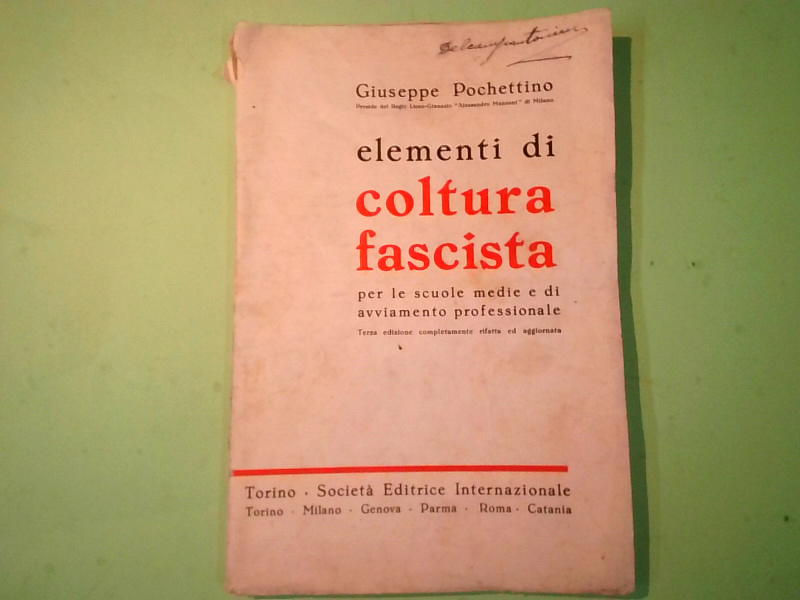 Giuseppe Pochettino
Preside del Regio Liceo-Ginnasio "Alessandro Manzoni" di Milano
elementi di
coltura
fascista
per le scuole medie e di
avviamento professionale
Terza edizione completamente rifatta ed aggiornata
Torino · Società Editrice Internazionale
Torino · Milano · Genova · Parma · Roma · Catania